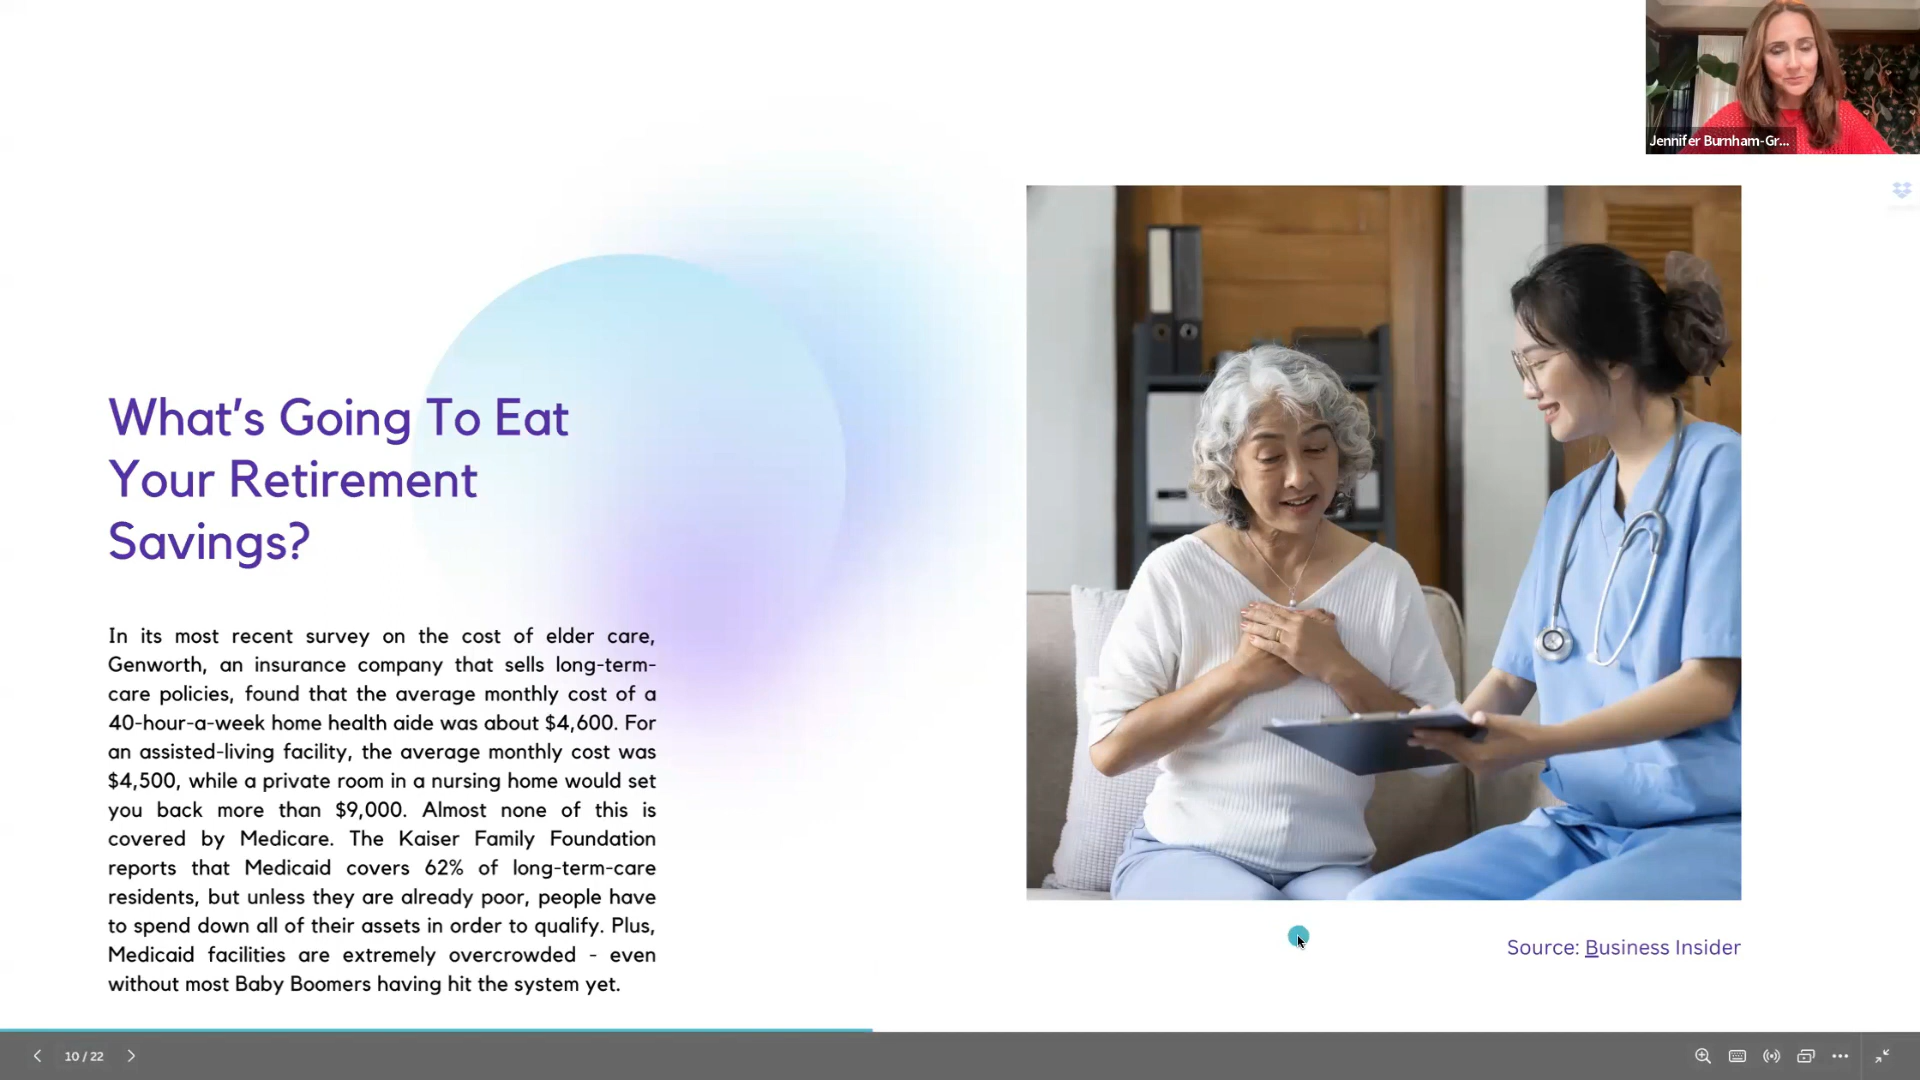 Jennifer Burnham-Gr...
What's Going To Eat
Your Retirement
Savings?
In its most recent survey on the cost of elder care,
Genworth, an insurance company that sells long-term-
care policies, found that the average monthly cost of a
40-hour-a-week home health aide was about $4,600. For
an assisted-living facility, the average monthly cost was
$4,500, while a private room in a nursing home would set
you back more than $9,000. Almost none of this is
covered by Medicare. The Kaiser Family Foundation
reports that Medicaid covers 62% of long-term-care
residents, but unless they are already poor, people have
to spend down all of their assets in order to qualify. Plus,
Medicaid facilities are extremely overcrowded - even
without most Baby Boomers having hit the system yet.
Source: Business Insider
10 / 22